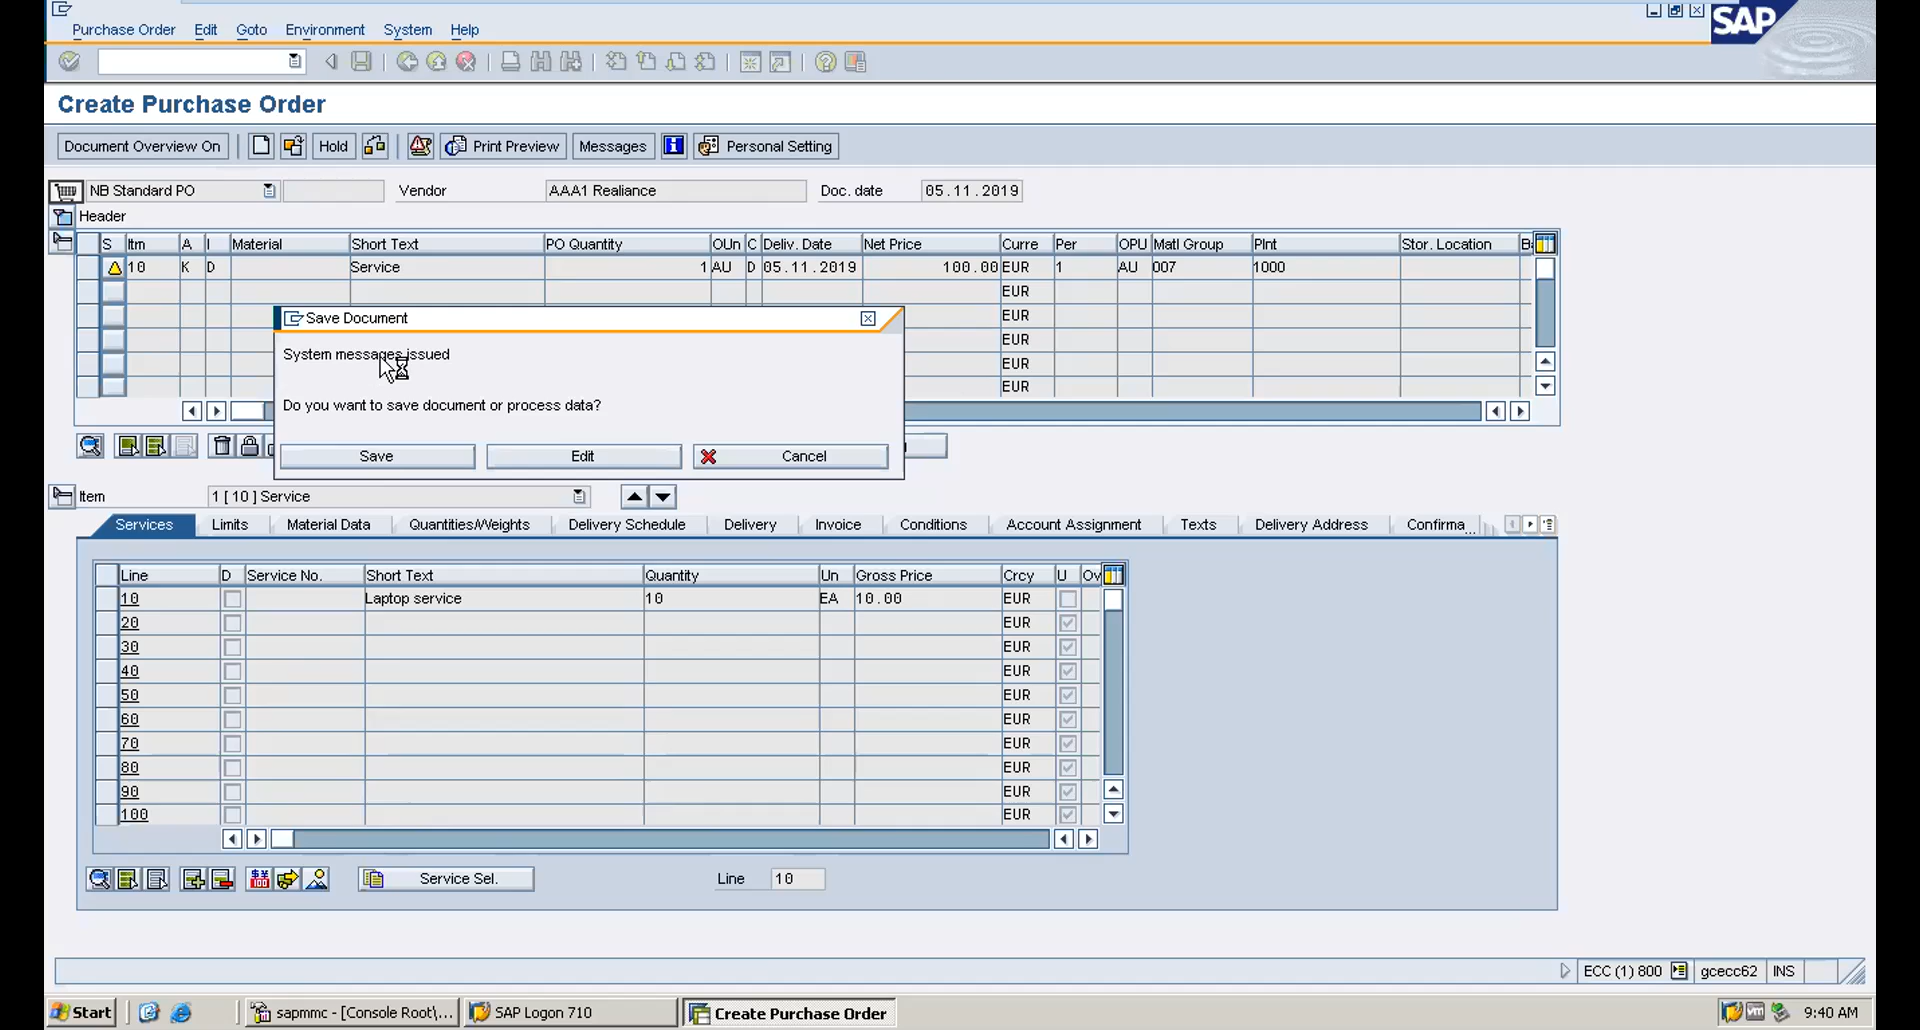 Purchase Order Edit Goto Environment System Help
SAP
Create Purchase Order
Document Overview On Hold Print Preview Messages Personal Setting
NB Standard PO Vendor AAA1 Realiance Doc. date 05.11.2019
Header
S Itm A I Material Short Text PO Quantity OUn C Deliv. Date Net Price Curre Per OPU Matl Group Plnt Stor. Location B
10 K D Service 1 AU D 05.11.2019 100.00 EUR 1 AU 007 1000
EUR
EUR
EUR
EUR
EUR
Save Document
System messages issued
Do you want to save document or process data?
Save Edit Cancel
Item 1 [ 10 ] Service
Services Limits Material Data Quantities/Weights Delivery Schedule Delivery Invoice Conditions Account Assignment Texts Delivery Address Confirma...
Line D Service No. Short Text Quantity Un Gross Price Crcy U Ov
10 Laptop service 10 EA 10.00 EUR
20 EUR
30 EUR
40 EUR
50 EUR
60 EUR
70 EUR
80 EUR
90 EUR
100 EUR
Service Sel. Line 10
ECC (1) 800 gcecc62 INS
Start sapmmc - [Console Root\... SAP Logon 710 Create Purchase Order 9:40 AM